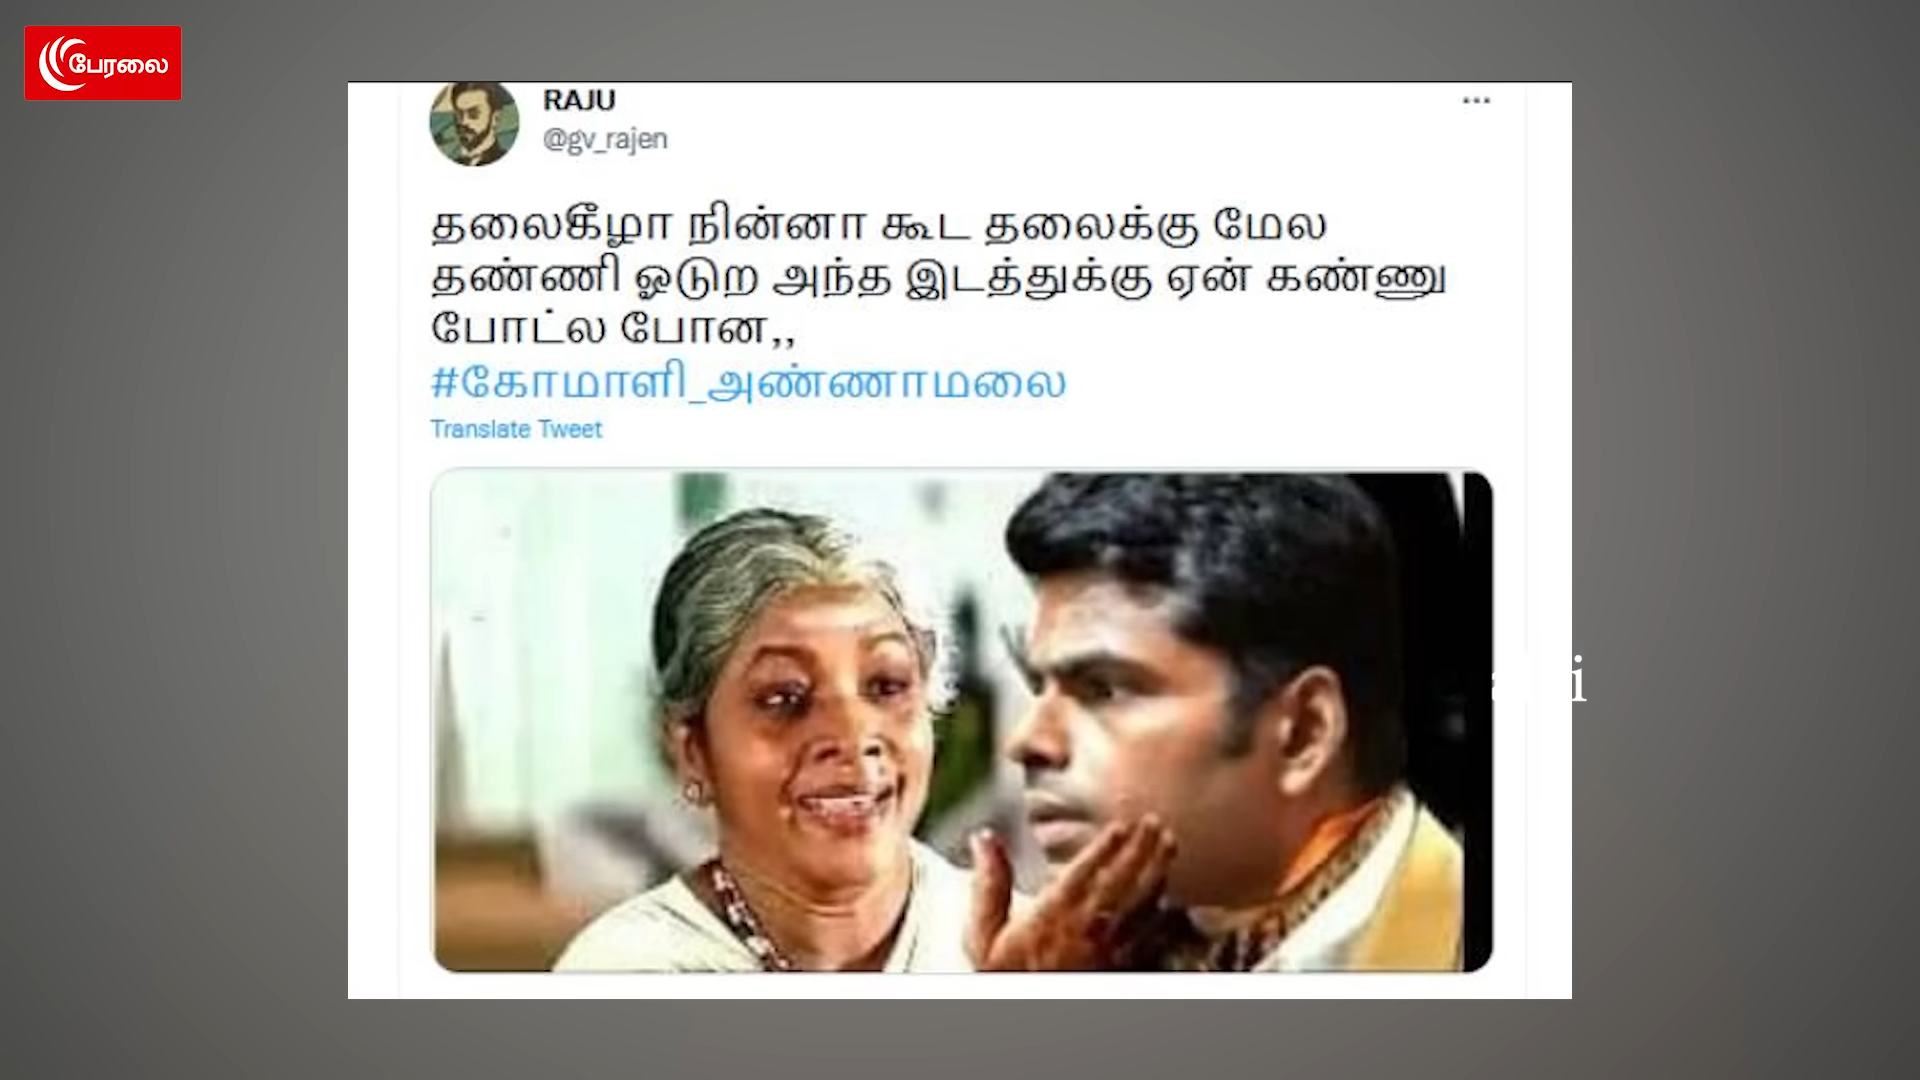 பேரலை
RAJU
@gv_rajen
தலைகீழா நின்னா கூட தலைக்கு மேல
தண்ணி ஓடுற அந்த இடத்துக்கு ஏன் கண்ணு
போட்ல போன,,
#கோமாளி_அண்ணாமலை
Translate Tweet